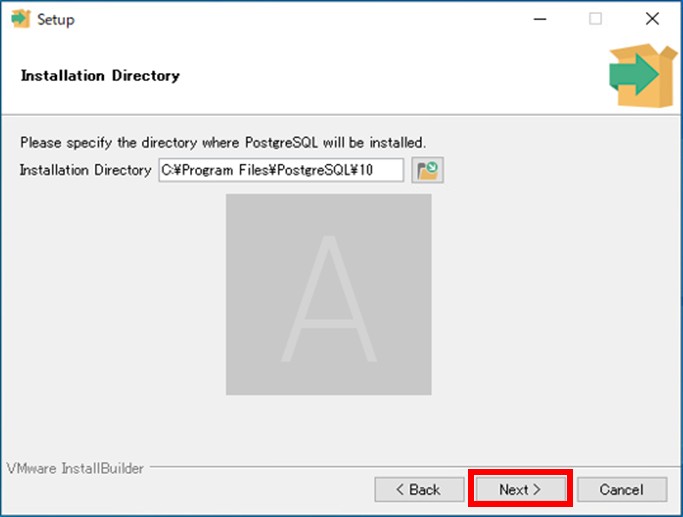 Setup
Installation Directory
Please specify the directory where PostgreSQL will be installed.
Installation Directory C:¥Program Files¥PostgreSQL¥10
A
VMware InstallBuilder
< Back Next > Cancel